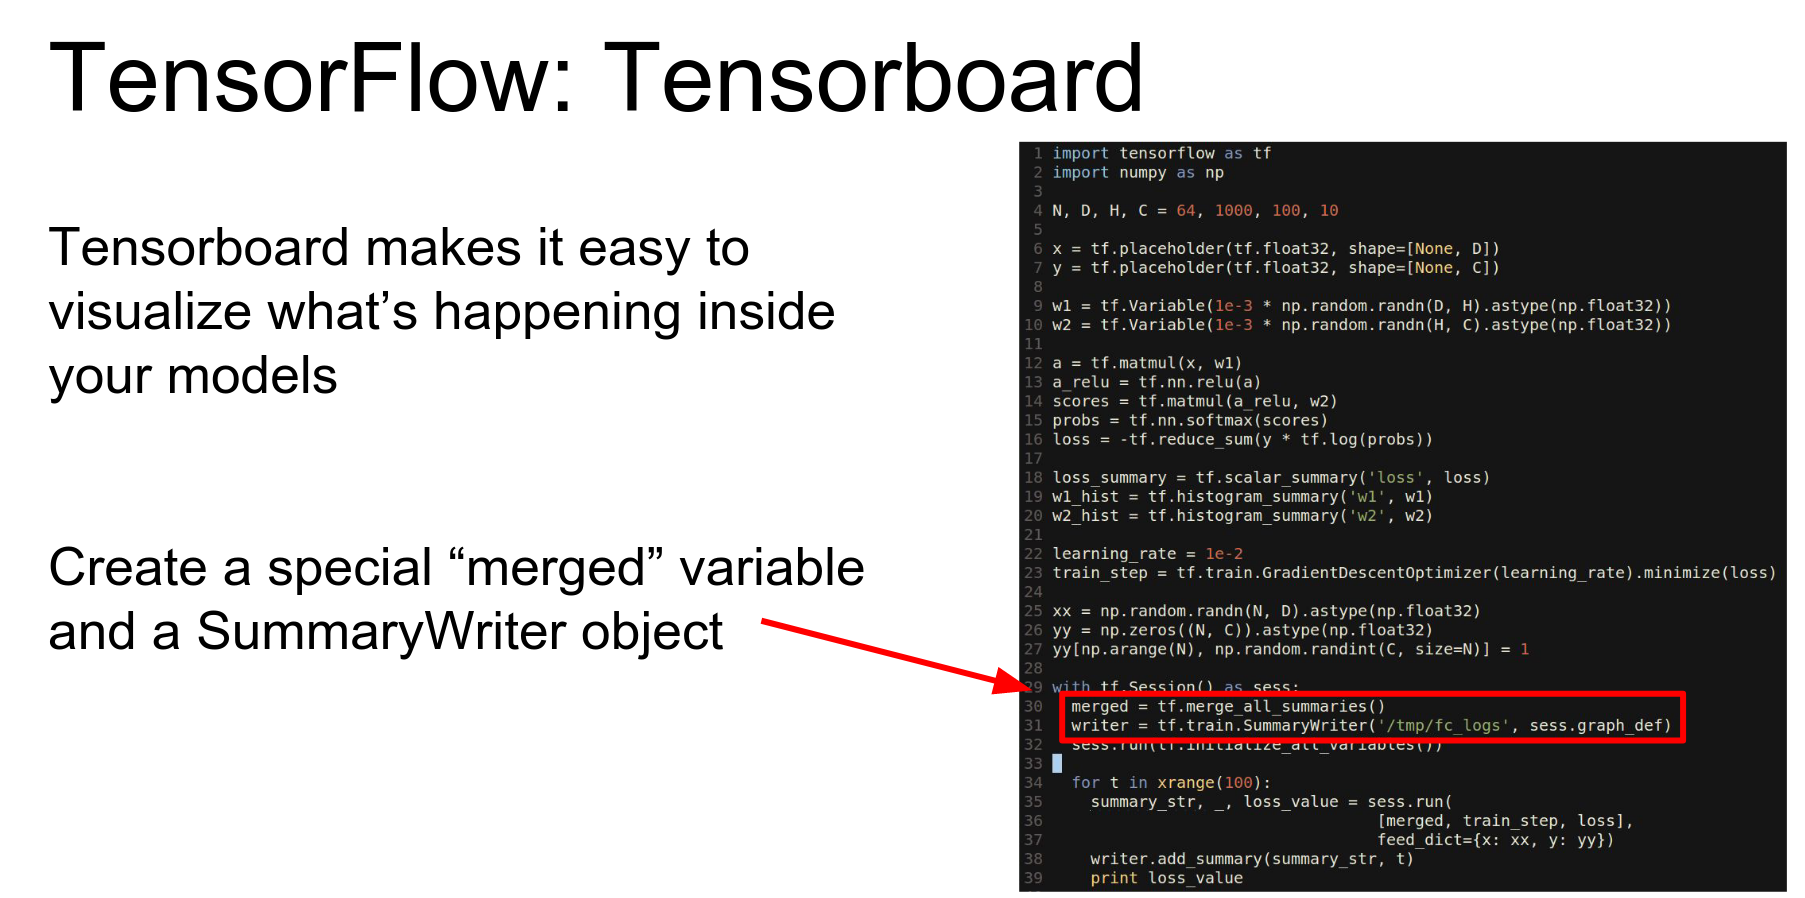 TensorFlow: Tensorboard
Tensorboard makes it easy to
visualize what’s happening inside
your models
Create a special “merged” variable
and a SummaryWriter object
1 import tensorflow as tf
2 import numpy as np
3
4 N, D, H, C = 64, 1000, 100, 10
5
6 x = tf.placeholder(tf.float32, shape=[None, D])
7 y = tf.placeholder(tf.float32, shape=[None, C])
8
9 w1 = tf.Variable(1e-3 * np.random.randn(D, H).astype(np.float32))
10 w2 = tf.Variable(1e-3 * np.random.randn(H, C).astype(np.float32))
11
12 a = tf.matmul(x, w1)
13 a_relu = tf.nn.relu(a)
14 scores = tf.matmul(a_relu, w2)
15 probs = tf.nn.softmax(scores)
16 loss = -tf.reduce_sum(y * tf.log(probs))
17
18 loss_summary = tf.scalar_summary('loss', loss)
19 w1_hist = tf.histogram_summary('w1', w1)
20 w2_hist = tf.histogram_summary('w2', w2)
21
22 learning_rate = 1e-2
23 train_step = tf.train.GradientDescentOptimizer(learning_rate).minimize(loss)
24
25 xx = np.random.randn(N, D).astype(np.float32)
26 yy = np.zeros((N, C)).astype(np.float32)
27 yy[np.arange(N), np.random.randint(C, size=N)] = 1
28
29 with tf.Session() as sess:
30   merged = tf.merge_all_summaries()
31   writer = tf.train.SummaryWriter('/tmp/fc_logs', sess.graph_def)
32   sess.run(tf.initialize_all_variables())
33
34   for t in xrange(100):
35     summary_str, _, loss_value = sess.run(
36                                   [merged, train_step, loss],
37                                   feed_dict={x: xx, y: yy})
38     writer.add_summary(summary_str, t)
39     print loss_value